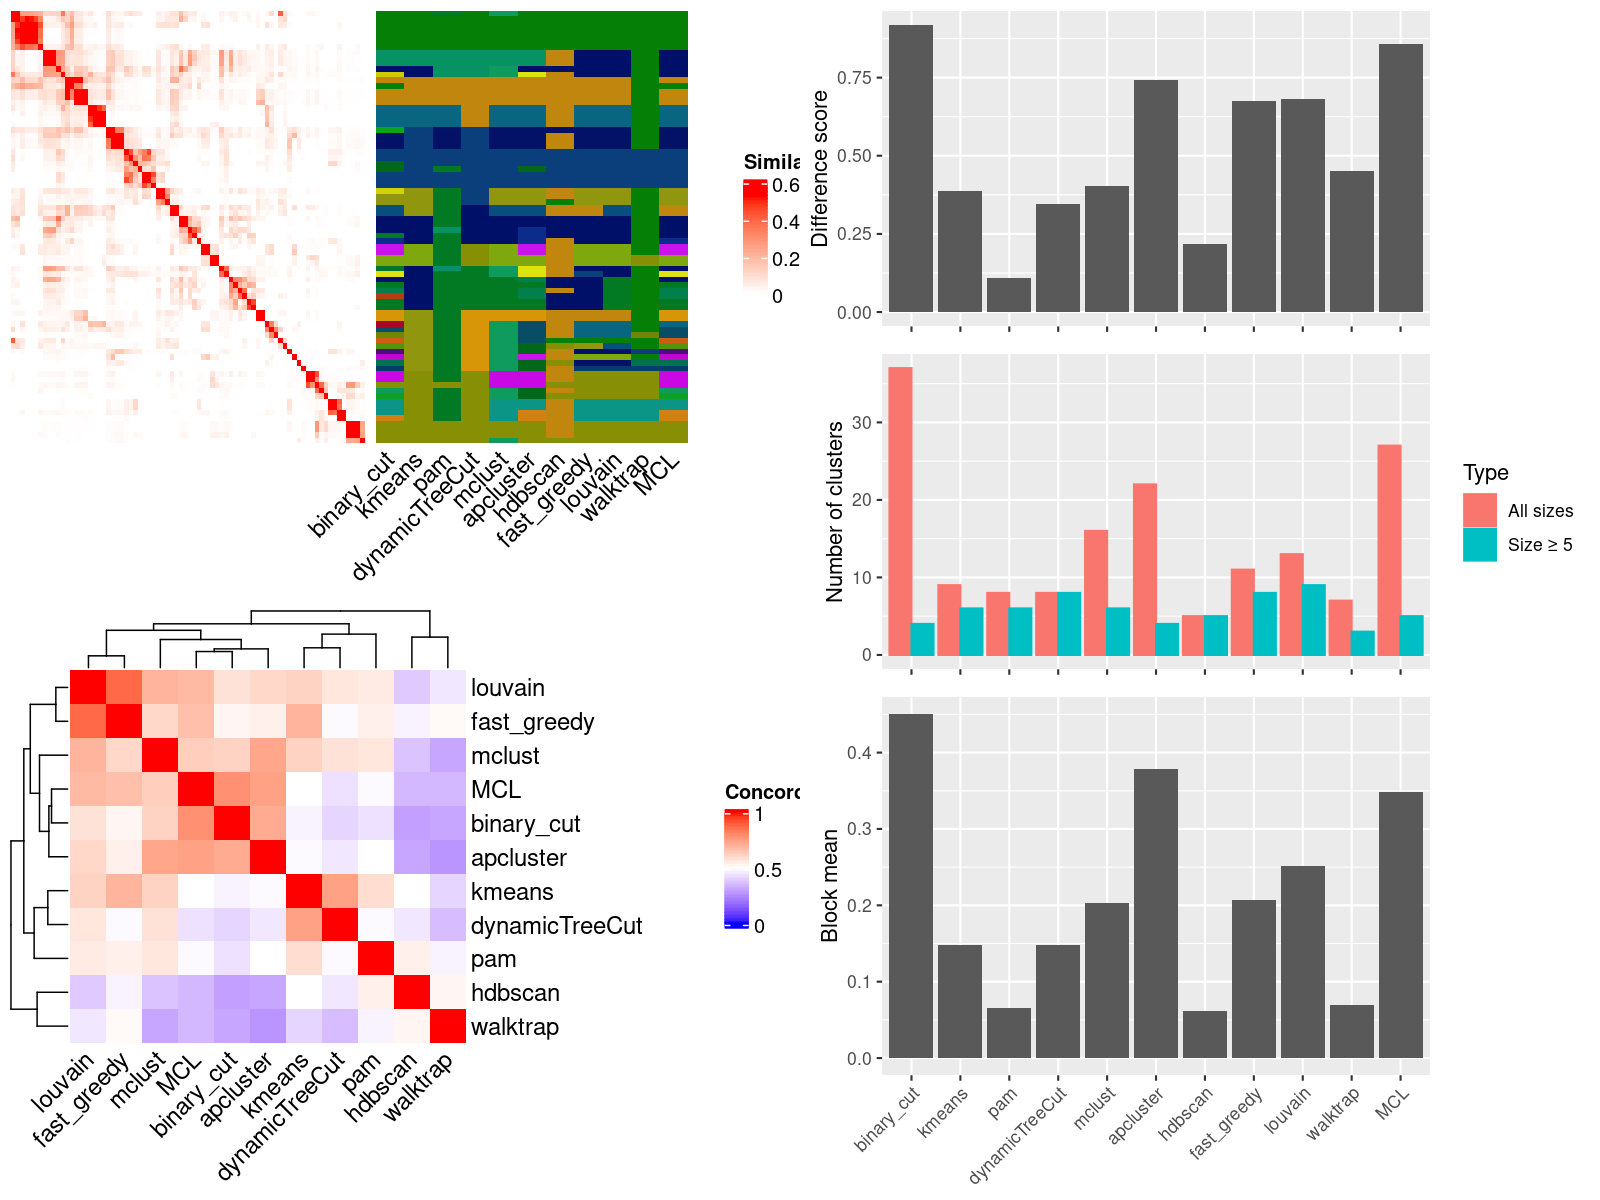 Simila
0.6
0.4
0.2
0
binary_cut
kmeans
pam
dynamicTreeCut
mclust
apcluster
hdbscan
fast_greedy
louvain
walktrap
MCL
louvain
fast_greedy
mclust
MCL
binary_cut
apcluster
kmeans
dynamicTreeCut
pam
hdbscan
walktrap
Concord
1
0.5
0
louvain
fast_greedy
mclust
MCL
binary_cut
apcluster
kmeans
dynamicTreeCut
pam
hdbscan
walktrap
Difference score
0.75
0.50
0.25
0.00
Number of clusters
30
20
10
0
Type
All sizes
Size ≥ 5
Block mean
0.4
0.3
0.2
0.1
0.0
binary_cut
kmeans
pam
dynamicTreeCut
mclust
apcluster
hdbscan
fast_greedy
louvain
walktrap
MCL